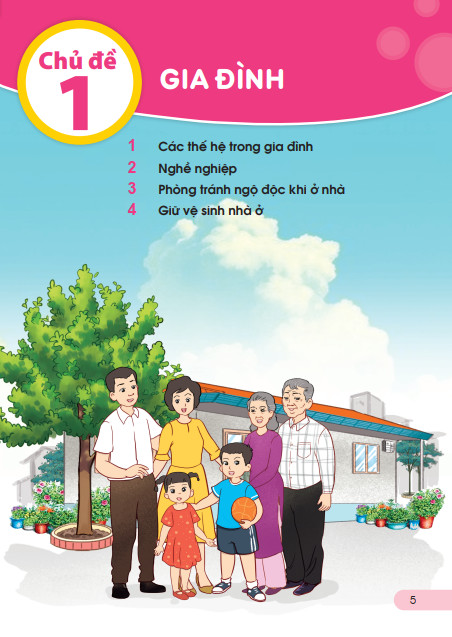 Chủ đề
1
GIA ĐÌNH
1 Các thế hệ trong gia đình
2 Nghề nghiệp
3 Phòng tránh ngộ độc khi ở nhà
4 Giữ vệ sinh nhà ở
5